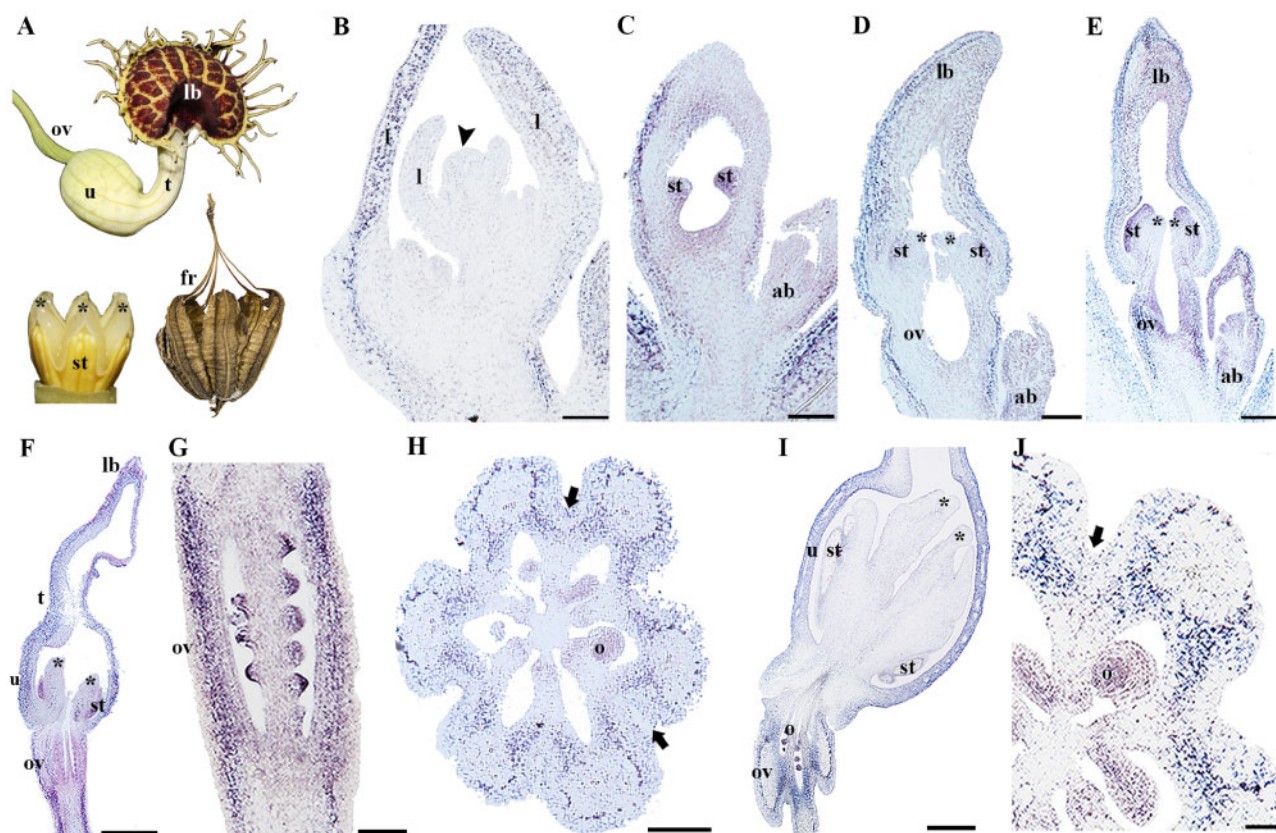 A B C D E
lb
ov
u t
fr
* * *
st
l l
l
st st
ab
lb
* *
st st
ov
ab
lb
* *
st st
ov
ab
F G H I J
lb
t
*
u * st
ov
ov
o
*
*
u st
st
o
ov
o